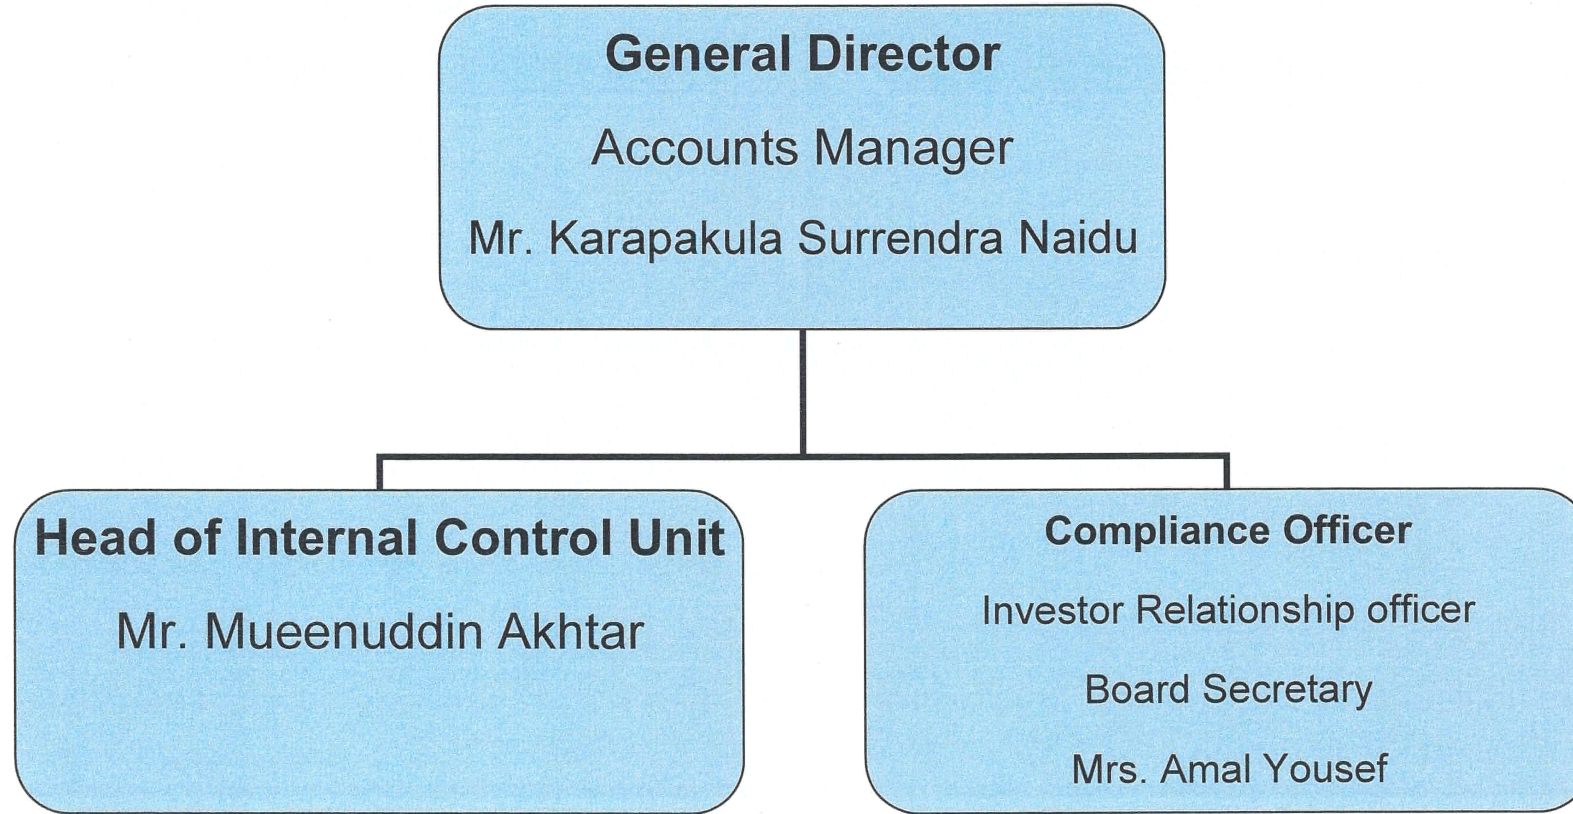 General Director
Accounts Manager
Mr. Karapakula Surrendra Naidu
Head of Internal Control Unit
Mr. Mueenuddin Akhtar
Compliance Officer
Investor Relationship officer
Board Secretary
Mrs. Amal Yousef